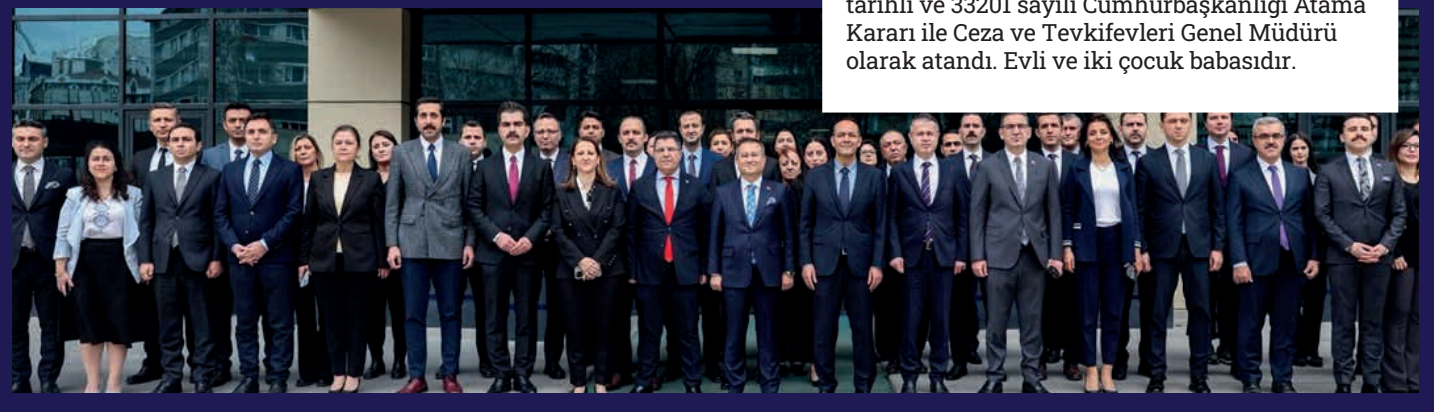 tarihli ve 33201 sayılı Cumhurbaşkanlığı Atama
Kararı ile Ceza ve Tevkifevleri Genel Müdürü
olarak atandı. Evli ve iki çocuk babasıdır.